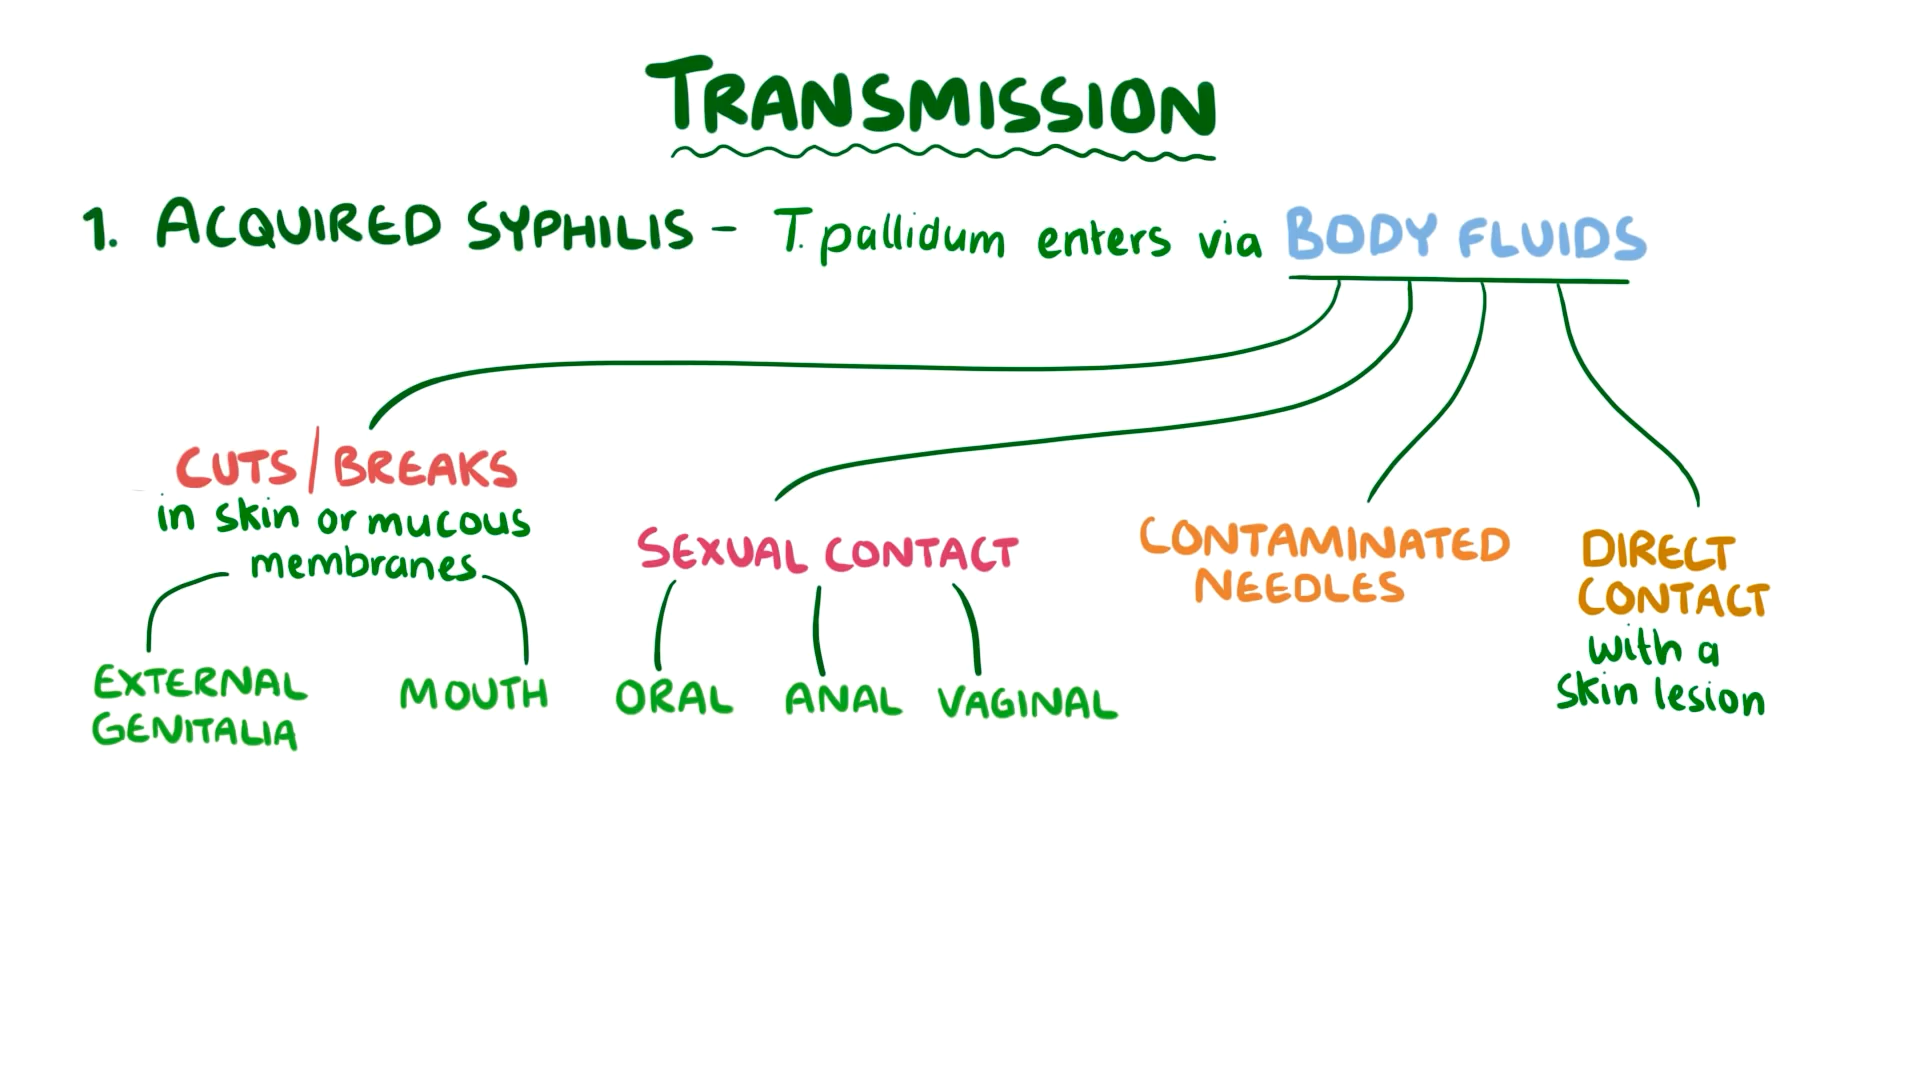 TRANSMISSION
1. ACQUIRED SYPHILIS - T. pallidum enters via BODY FLUIDS
CUTS/BREAKS
in skin or mucous
membranes
EXTERNAL
GENITALIA
MOUTH
SEXUAL CONTACT
ORAL ANAL VAGINAL
CONTAMINATED
NEEDLES
DIRECT
CONTACT
with a
skin lesion